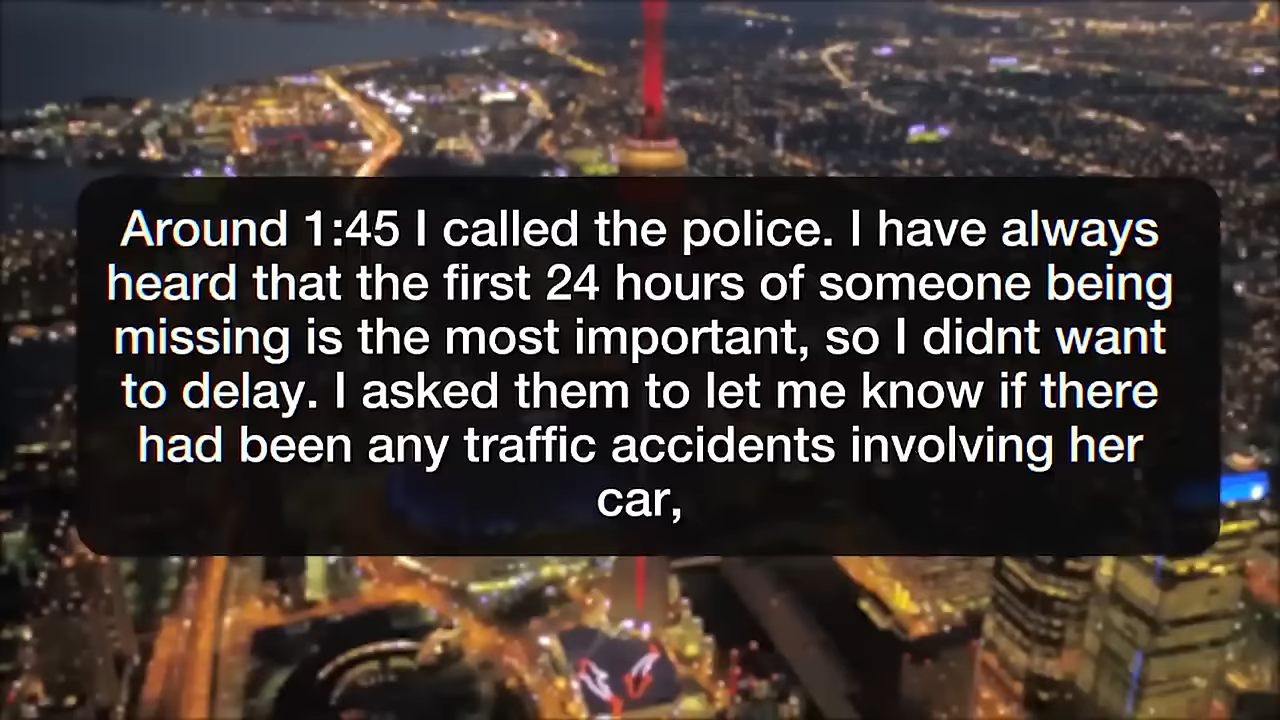 Around 1:45 I called the police. I have always
heard that the first 24 hours of someone being
missing is the most important, so I didnt want
to delay. I asked them to let me know if there
had been any traffic accidents involving her
car,